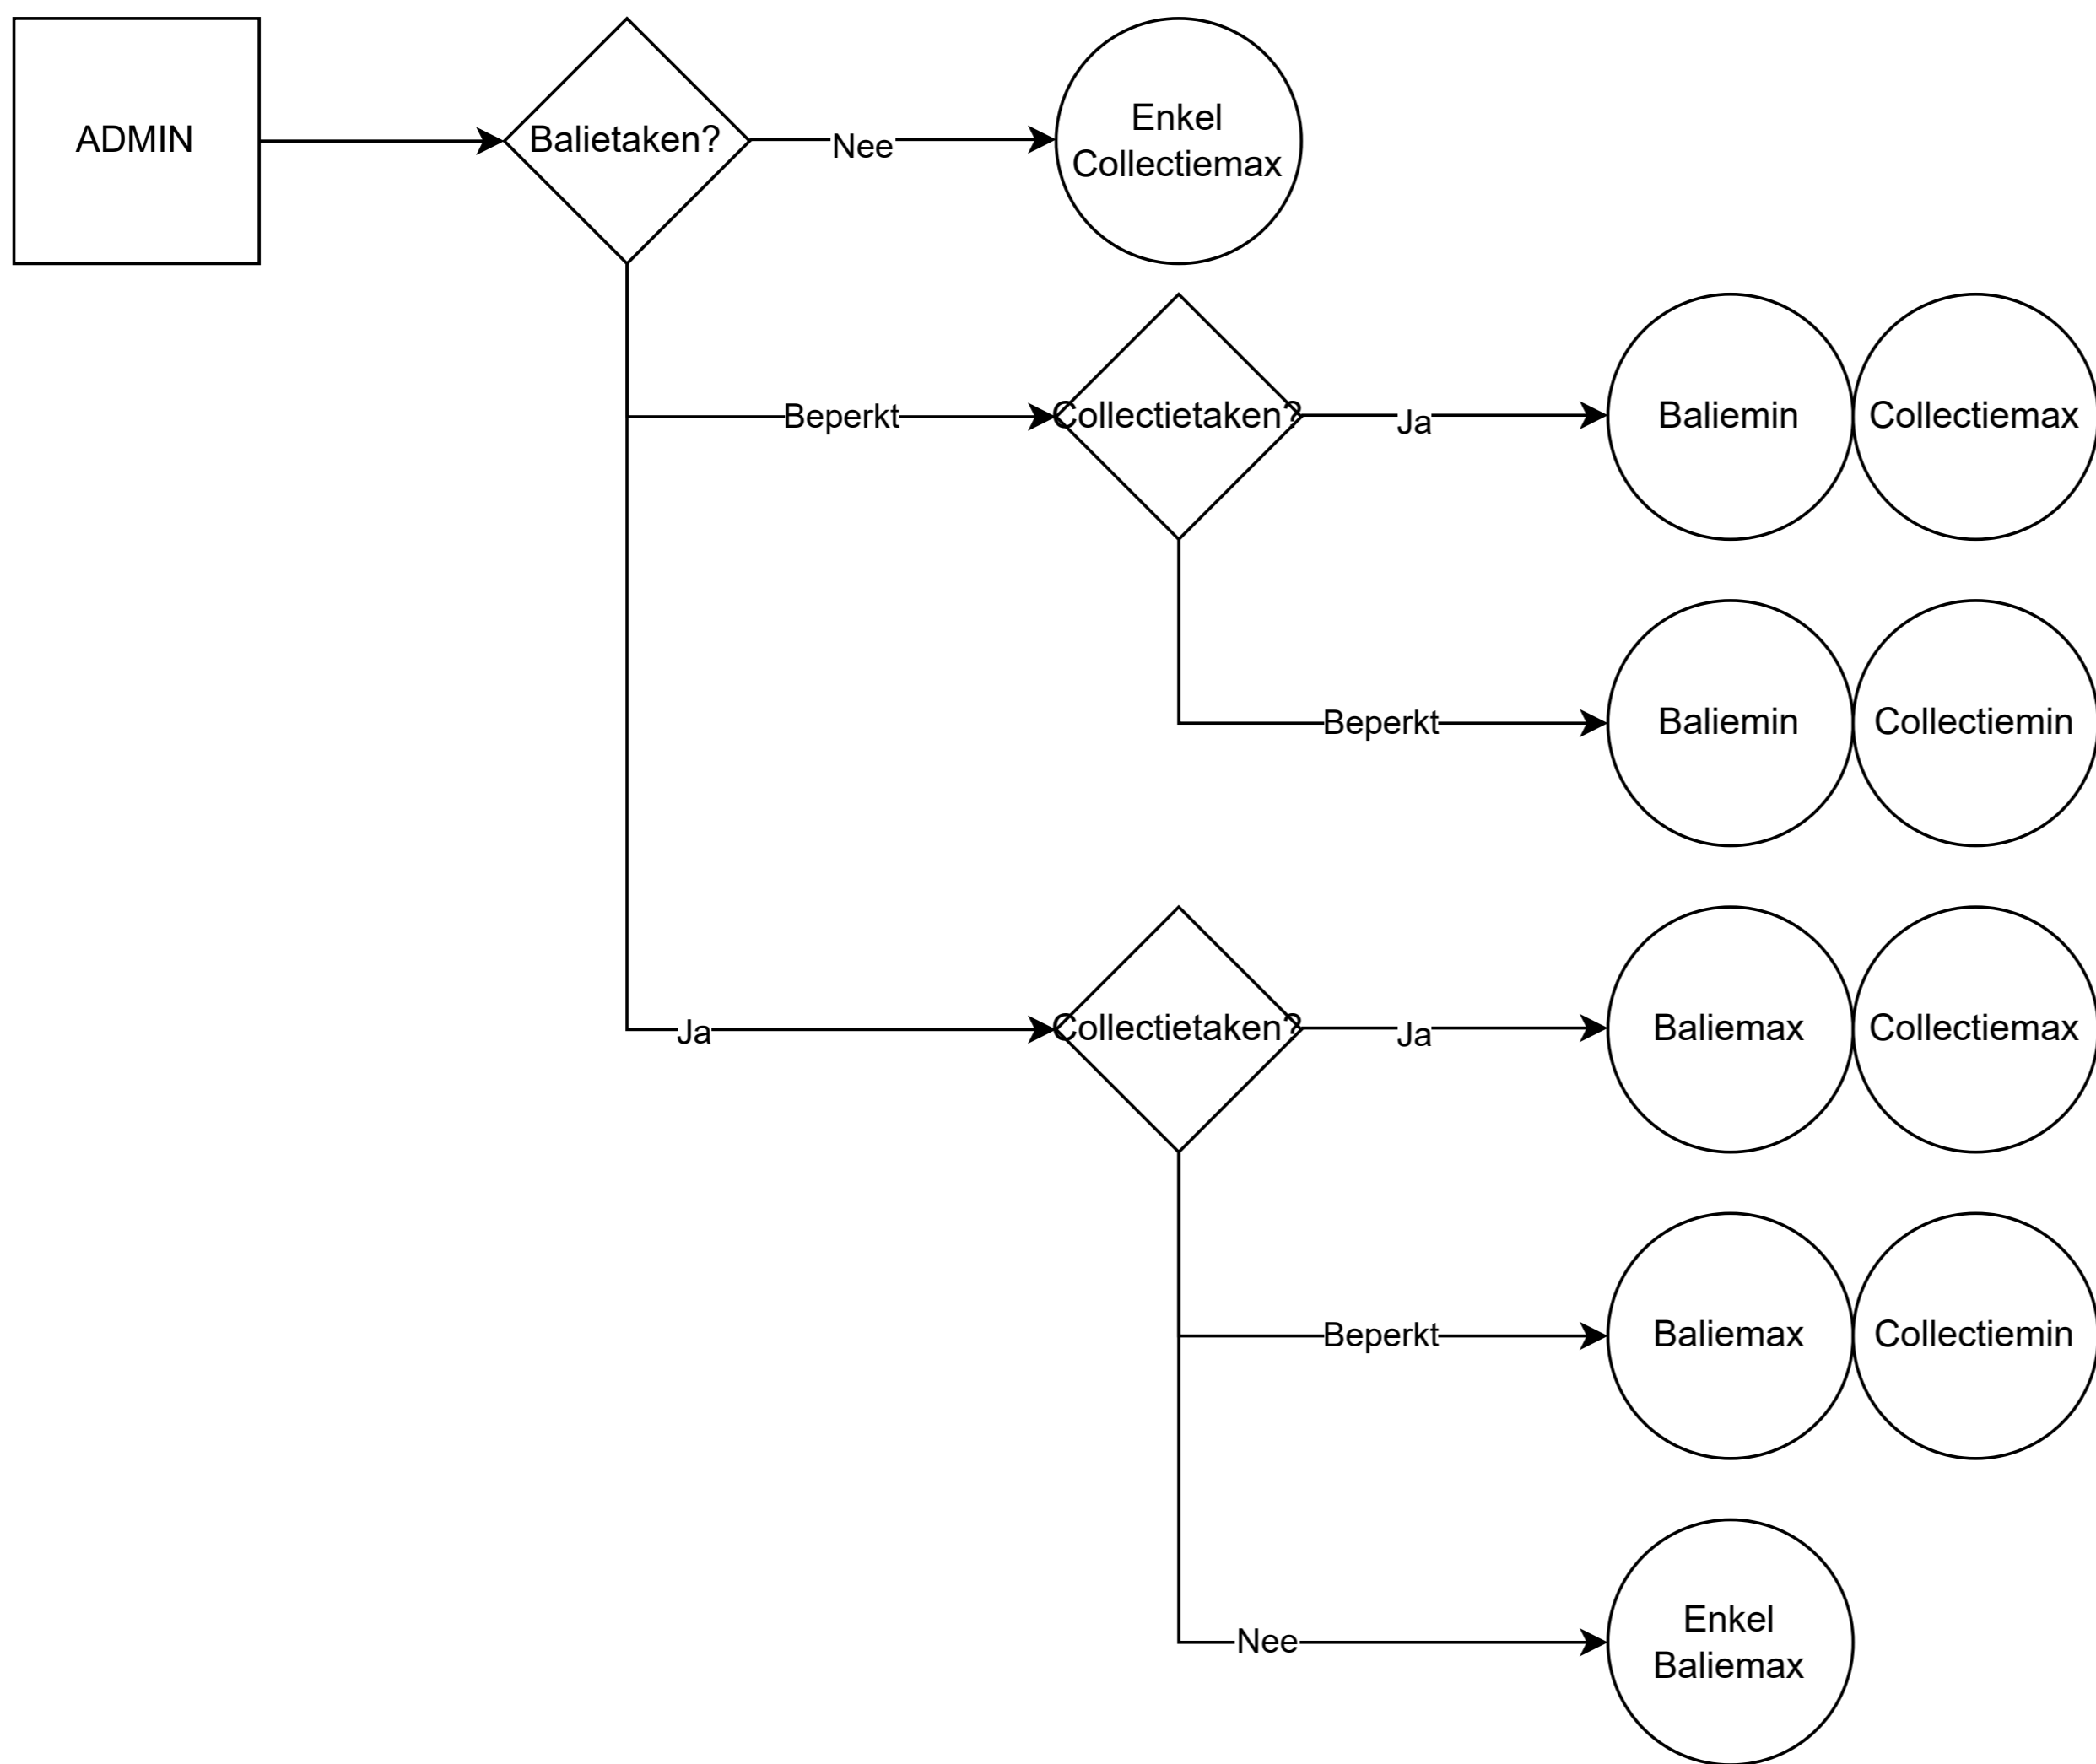 ADMIN
Balietaken?
Nee
Enkel
Collectiemax
Beperkt
Collectietaken?
Ja
Baliemin
Collectiemax
Beperkt
Baliemin
Collectiemin
Ja
Collectietaken?
Ja
Baliemax
Collectiemax
Beperkt
Baliemax
Collectiemin
Nee
Enkel
Baliemax